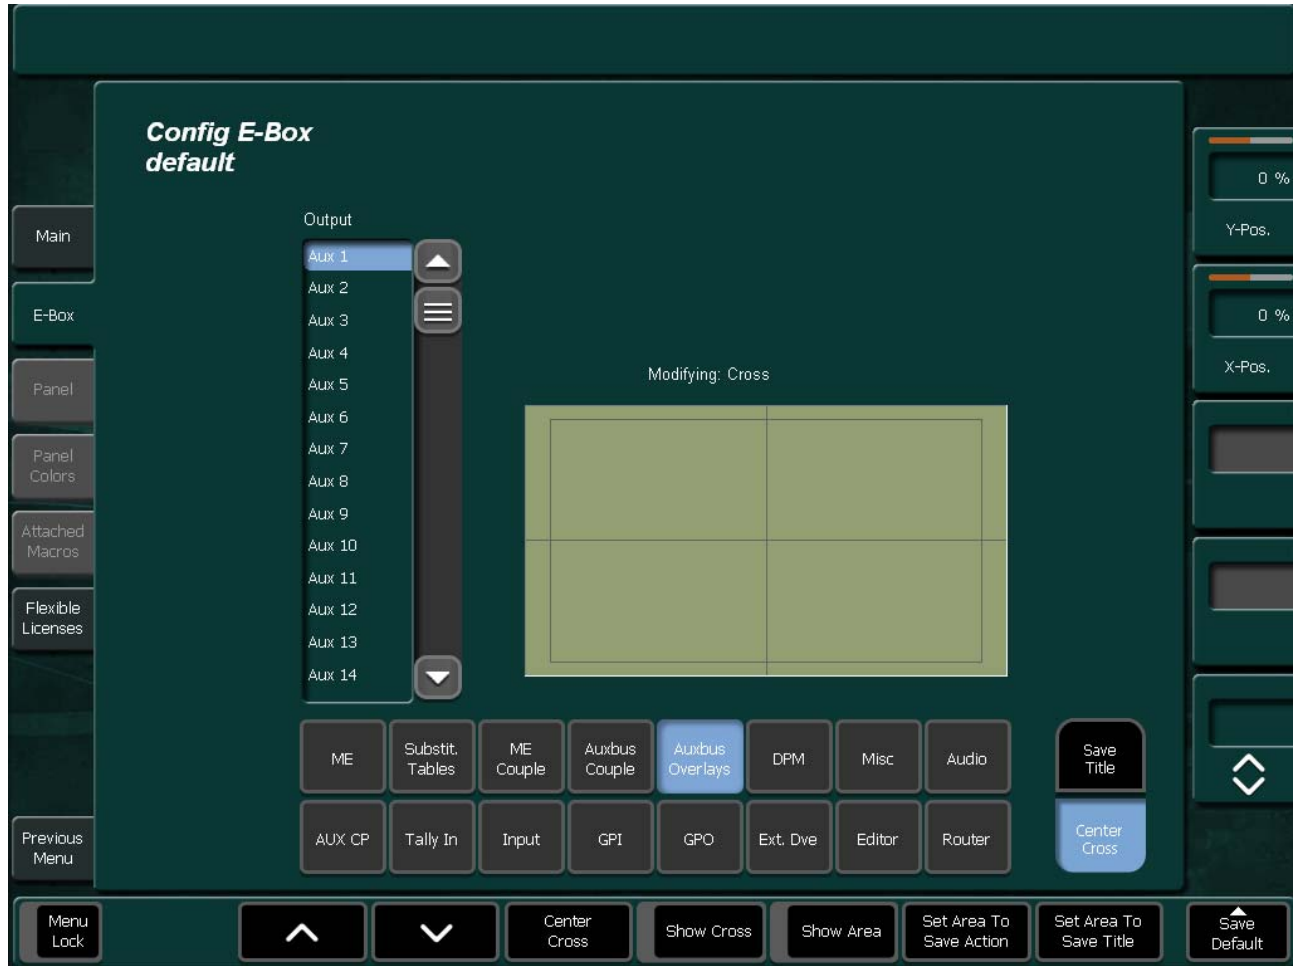 Config E-Box
default
Output
Aux 1
Aux 2
Aux 3
Aux 4
Aux 5
Aux 6
Aux 7
Aux 8
Aux 9
Aux 10
Aux 11
Aux 12
Aux 13
Aux 14
Main
E-Box
Panel
Panel
Colors
Attached
Macros
Flexible
Licenses
Previous
Menu
Modifying: Cross
0 %
Y-Pos.
0 %
X-Pos.
ME
Substit.
Tables
ME
Couple
Auxbus
Couple
Auxbus
Overlays
DPM
Misc
Audio
Save
Title
AUX CP
Tally In
Input
GPI
GPO
Ext. Dve
Editor
Router
Center
Cross
Menu
Lock
Center
Cross
Show Cross
Show Area
Set Area To
Save Action
Set Area To
Save Title
Save
Default